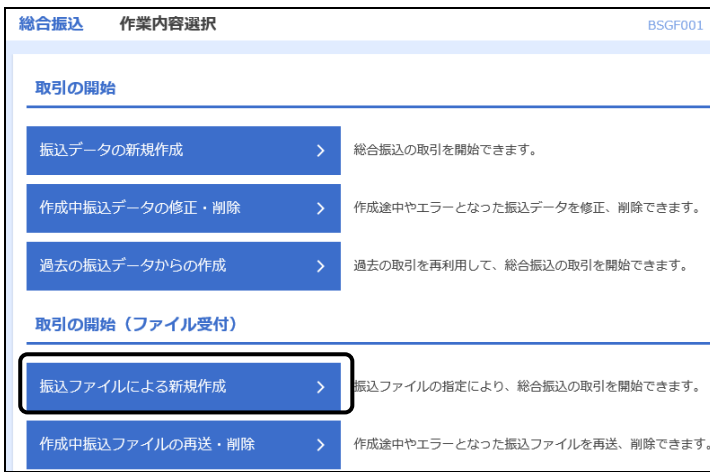 総合振込 作業内容選択 BSGF001
取引の開始
振込データの新規作成 総合振込の取引を開始できます。
作成中振込データの修正・削除 作成途中やエラーとなった振込データを修正、削除できます。
過去の振込データからの作成 過去の取引を再利用して、総合振込の取引を開始できます。
取引の開始（ファイル受付）
振込ファイルによる新規作成 振込ファイルの指定により、総合振込の取引を開始できます。
作成中振込ファイルの再送・削除 作成途中やエラーとなった振込ファイルを再送、削除できます。